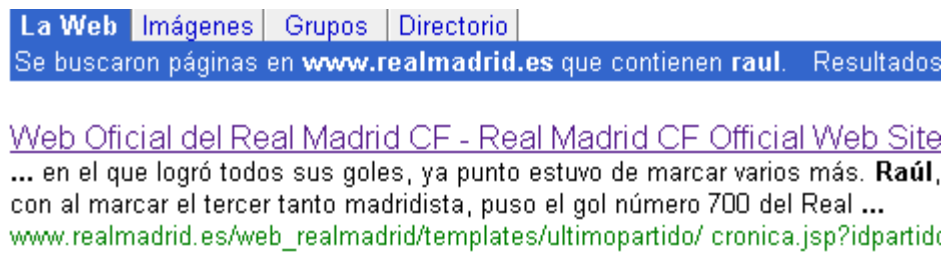 La Web Imágenes Grupos Directorio
Se buscaron páginas en www.realmadrid.es que contienen raul. Resultados
Web Oficial del Real Madrid CF - Real Madrid CF Official Web Site
... en el que logró todos sus goles, ya punto estuvo de marcar varios más. Raúl,
con al marcar el tercer tanto madridista, puso el gol número 700 del Real ...
www.realmadrid.es/web_realmadrid/templates/ultimopartido/ cronica.jsp?idpartido